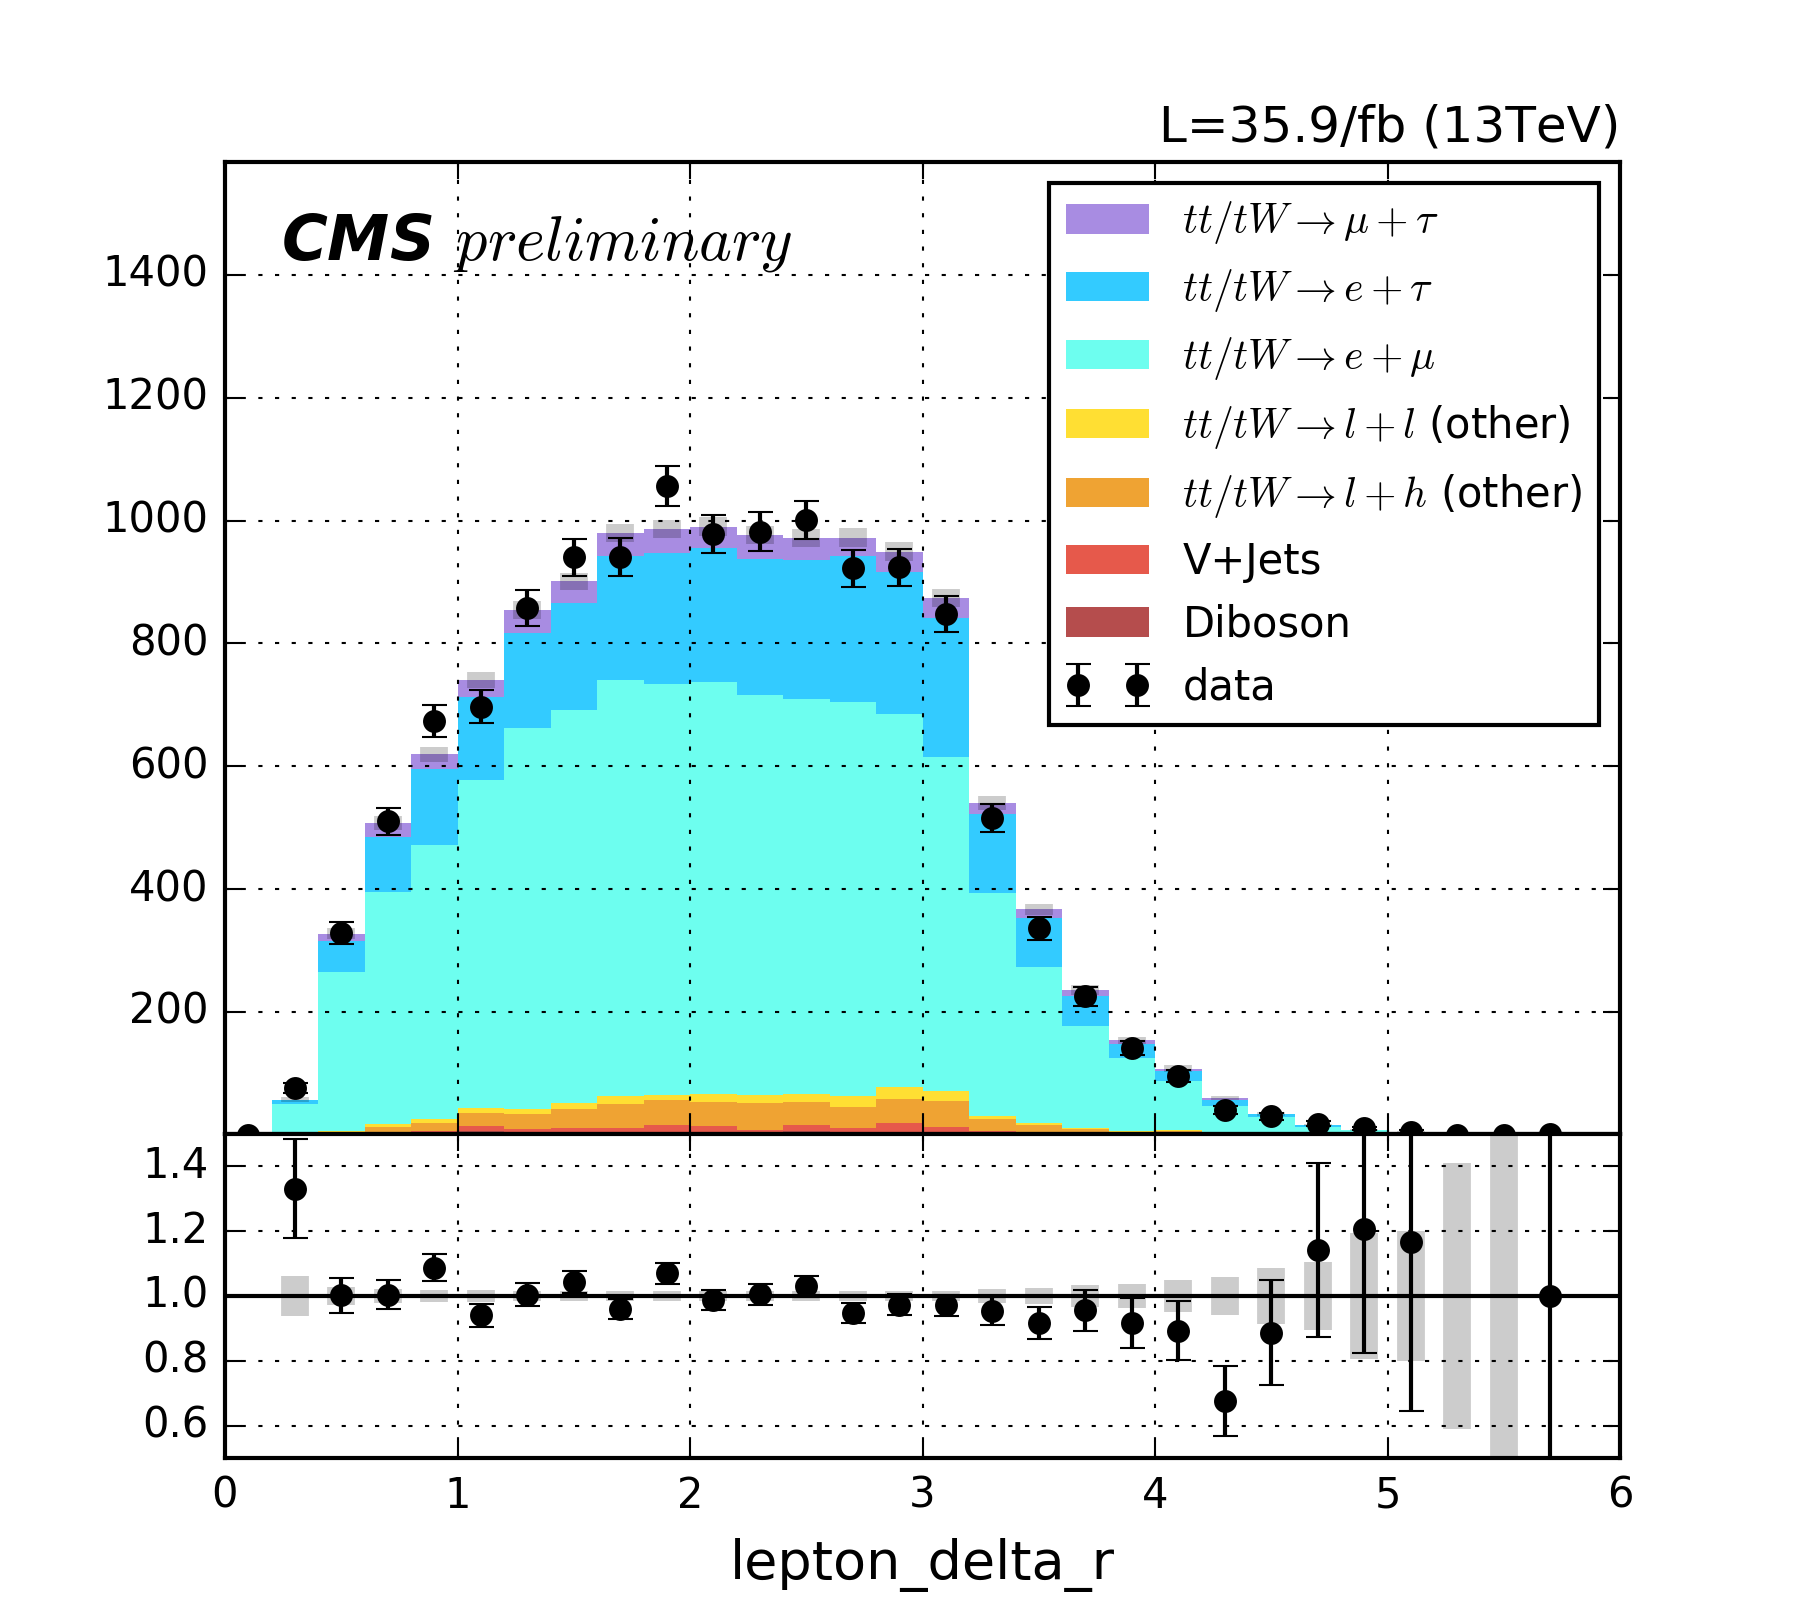 L=35.9/fb (13TeV)
CMS preliminary
tt/tW→μ+τ
tt/tW→e+τ
tt/tW→e+μ
tt/tW→l+l (other)
tt/tW→l+h (other)
V+Jets
Diboson
data
1400
1200
1000
800
600
400
200
1.4
1.2
1.0
0.8
0.6
0 1 2 3 4 5 6
lepton_delta_r